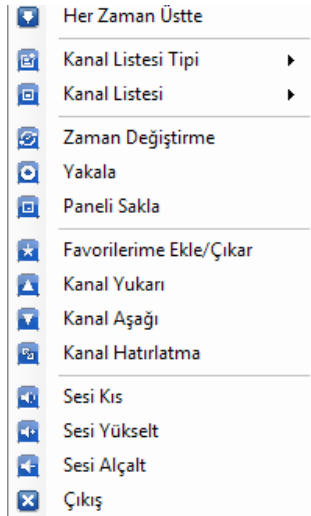 Her Zaman Üstte
Kanal Listesi Tipi
Kanal Listesi
Zaman Değiştirme
Yakala
Paneli Sakla
Favorilerime Ekle/Çıkar
Kanal Yukarı
Kanal Aşağı
Kanal Hatırlatma
Sesi Kıs
Sesi Yükselt
Sesi Alçalt
Çıkış